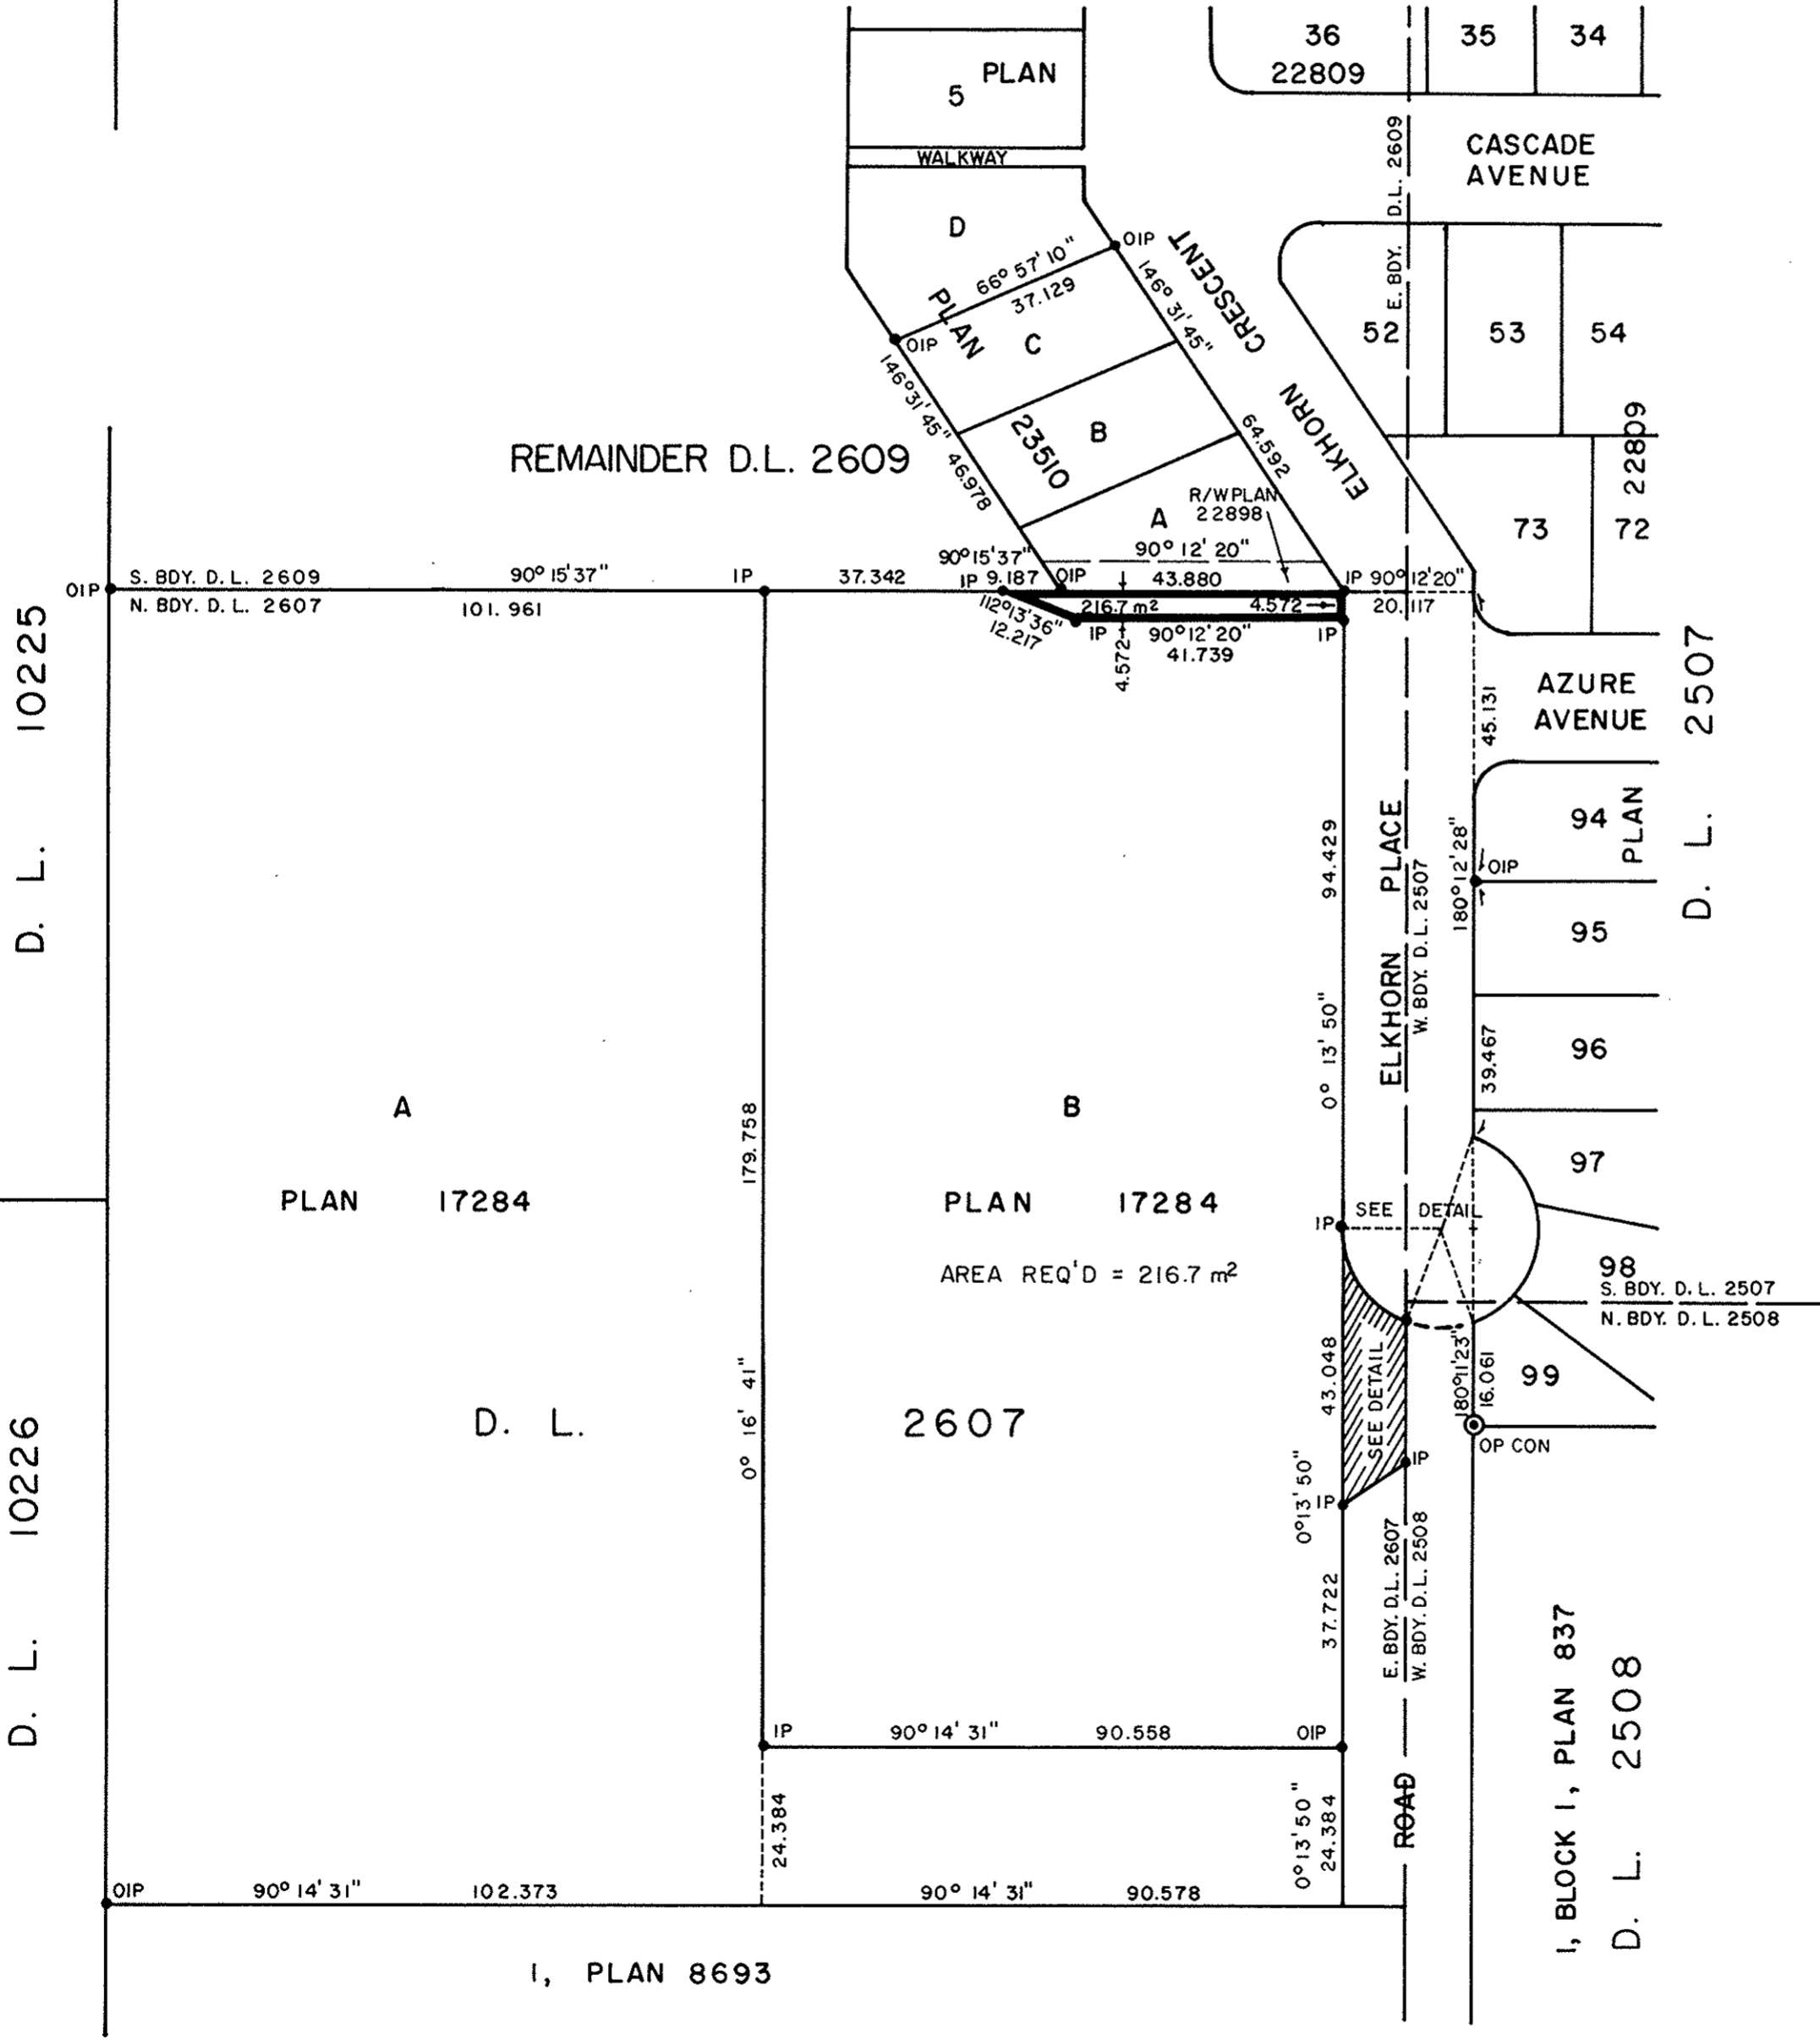 36
22809
35
34
PLAN
5
CASCADE
AVENUE
WALKWAY
E. BDY. D.L. 2609
D
OIP
66° 57' 10"
37.129
146° 31' 45"
ELKHORN CRESCENT
52
53
54
PLAN
23510
OIP
C
146° 31' 45"
46.978
64.592
B
22809
REMAINDER D.L. 2609
R/W PLAN
22898
A
73
72
90° 12' 20"
90° 15' 37"
OIP
S. BDY. D. L. 2609
90° 15' 37"
IP
37.342
IP
9.187
OIP
43.880
IP
90° 12' 20"
N. BDY. D. L. 2607
101.961
216.7 m²
4.572
20.117
112° 13' 36"
12.217
IP
90° 12' 20"
IP
41.739
4.572
D. L. 10225
AZURE
AVENUE
45.131
D. L. 2507
94
PLAN
94.429
ELKHORN PLACE
W. BDY. D. L. 2507
180° 12' 28"
OIP
95
0° 13' 50"
39.467
96
A
B
179.758
97
PLAN 17284
PLAN 17284
IP
SEE DETAIL
AREA REQ'D = 216.7 m²
98
S. BDY. D. L. 2507
N. BDY. D. L. 2508
43.048
SEE DETAIL
180° 11' 23"
16.061
99
0° 16' 41"
D. L. 2607
OP CON
IP
D. L. 10226
0° 13' 50"
IP
E. BDY. D.L. 2607
W. BDY. D.L. 2508
37.722
1, BLOCK 1, PLAN 837
D. L. 2508
IP
90° 14' 31"
90.558
OIP
24.384
0° 13' 50"
24.384
ROAD
OIP
90° 14' 31"
102.373
90° 14' 31"
90.578
1, PLAN 8693